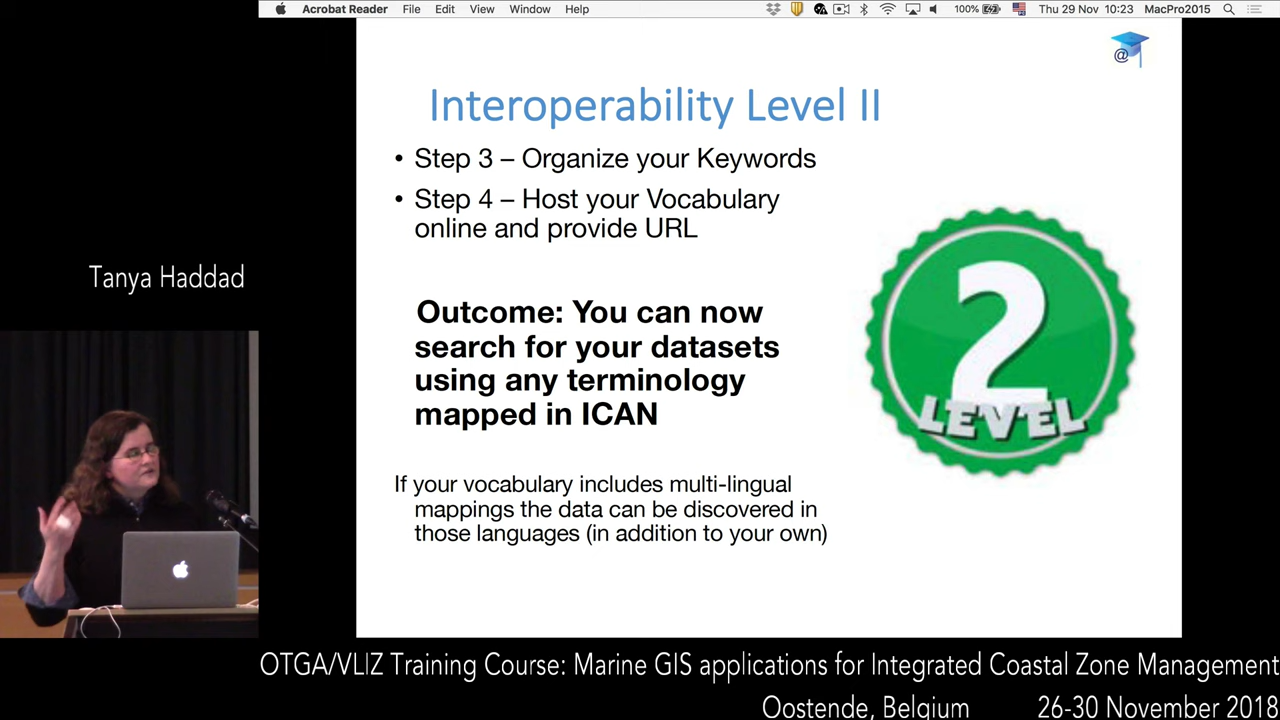 Acrobat Reader File Edit View Window Help 100% Thu 29 Nov 10:23 MacPro2015
@
Interoperability Level II
• Step 3 – Organize your Keywords
• Step 4 – Host your Vocabulary
online and provide URL
Outcome: You can now
search for your datasets
using any terminology
mapped in ICAN
If your vocabulary includes multi-lingual
mappings the data can be discovered in
those languages (in addition to your own)
2
LEVEL
Tanya Haddad
OTGA/VLIZ Training Course: Marine GIS applications for Integrated Coastal Zone Management
Oostende, Belgium 26-30 November 2018